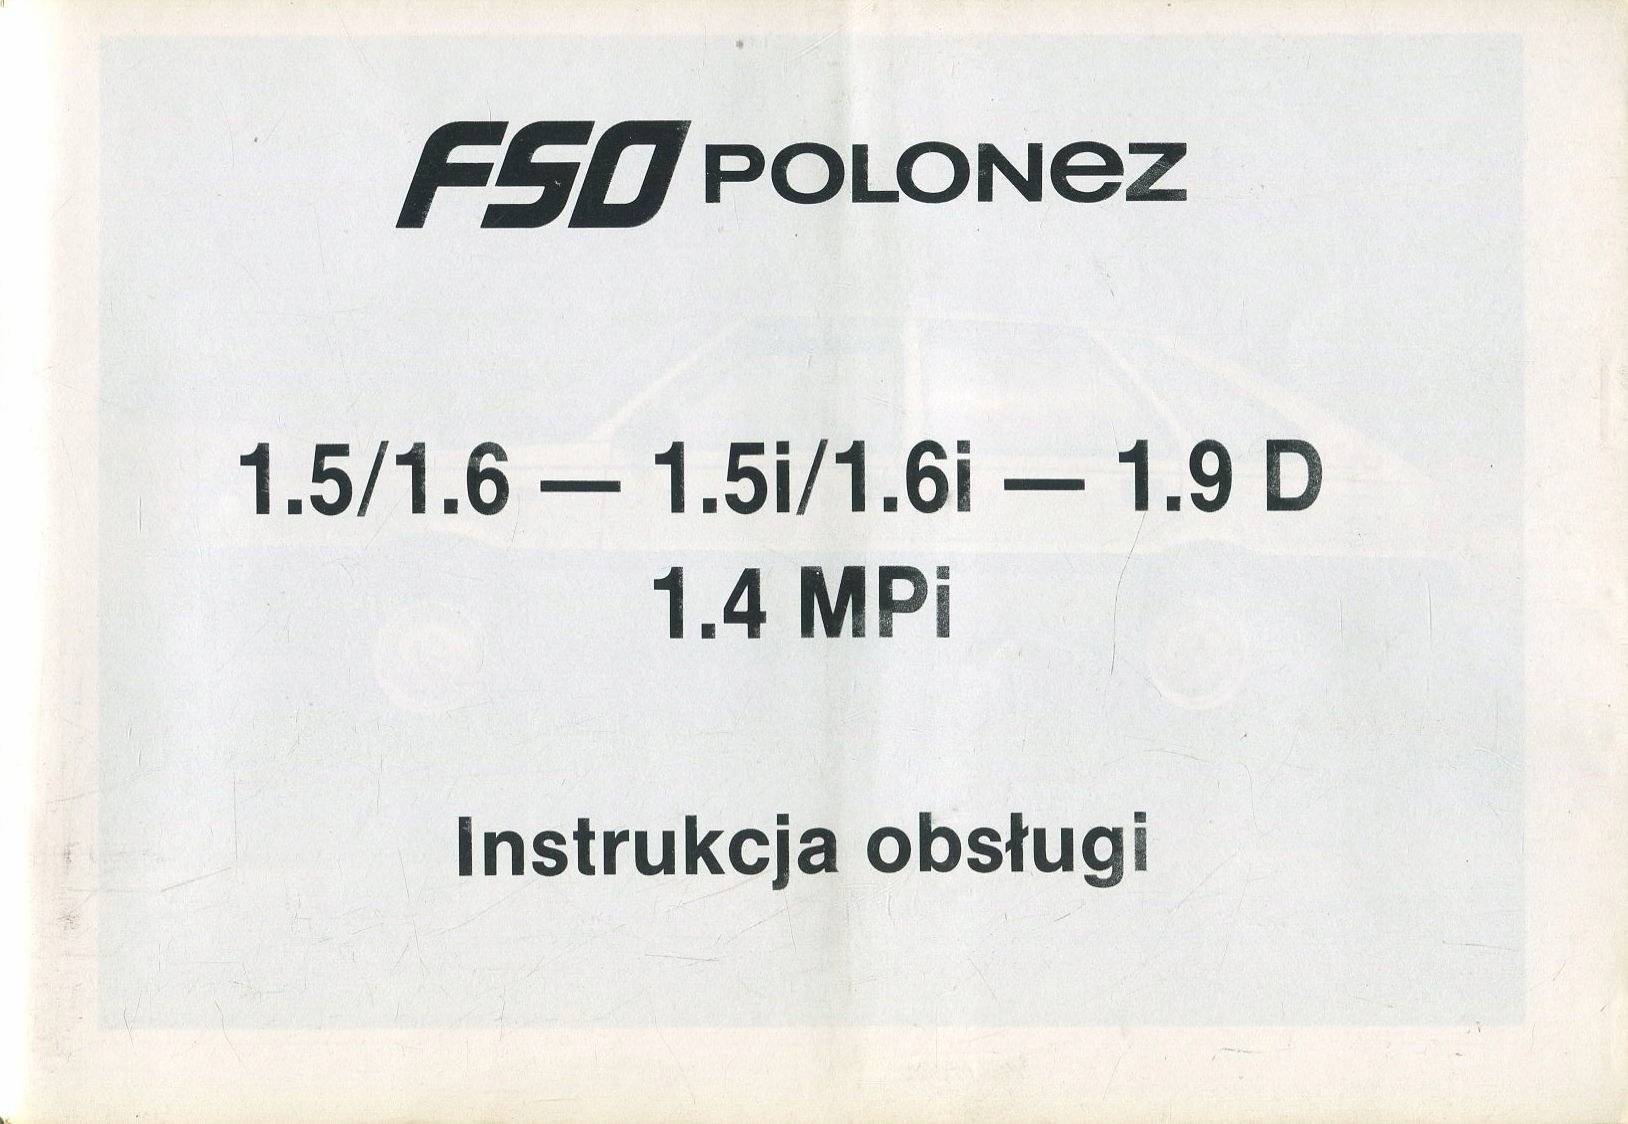 FSO POLONeZ
1.5/1.6 — 1.5i/1.6i — 1.9 D
1.4 MPi
Instrukcja obsługi